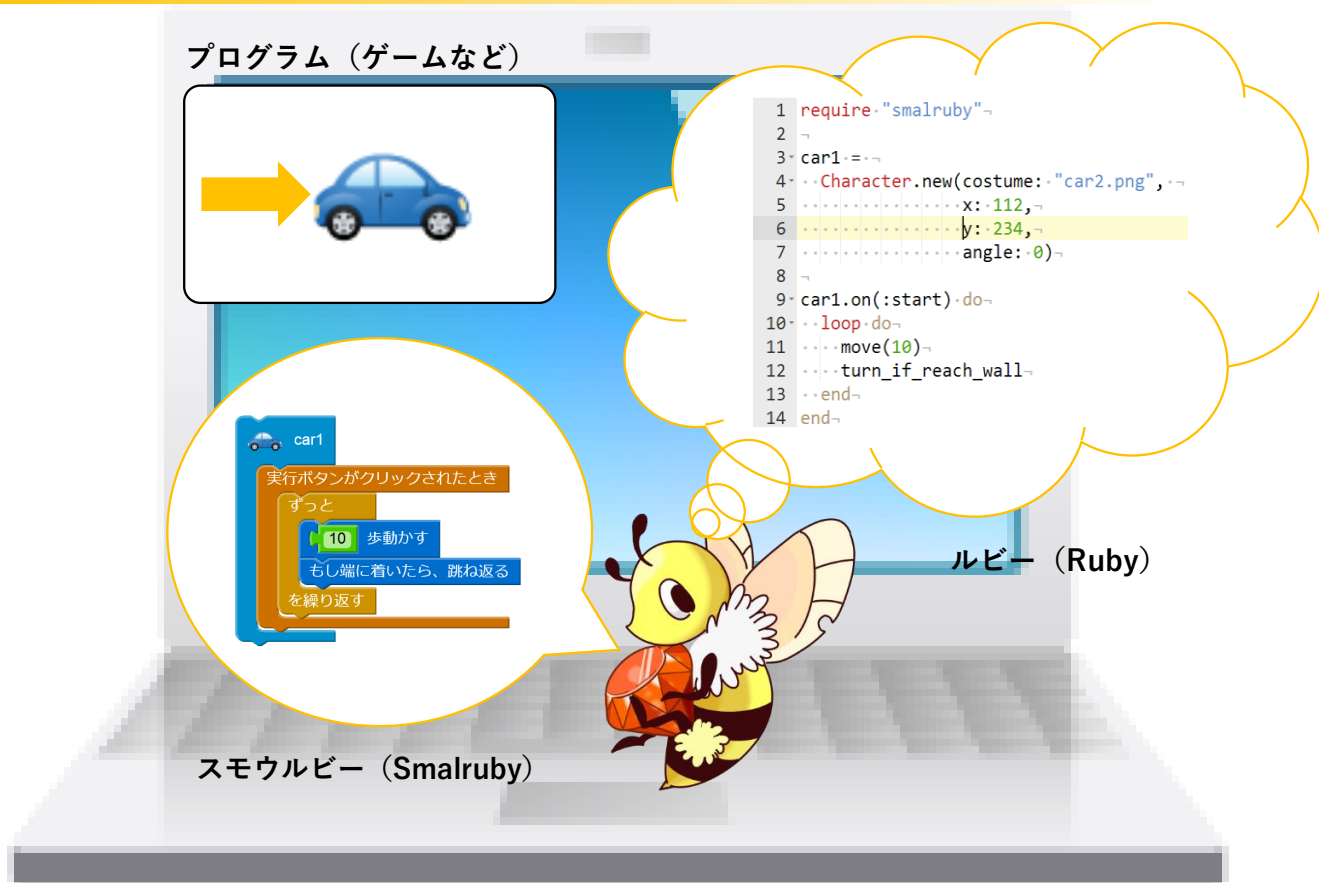 プログラム（ゲームなど）
1 require "smalruby"
2
3 car1 =
4 Character.new(costume: "car2.png",
5 x: 112,
6 y: 234,
7 angle: 0)
8
9 car1.on(:start) do
10 loop do
11 move(10)
12 turn_if_reach_wall
13 end
14 end
car1
実行ボタンがクリックされたとき
ずっと
10 歩動かす
もし端に着いたら、跳ね返る
を繰り返す
ルビー（Ruby）
スモウルビー（Smalruby）